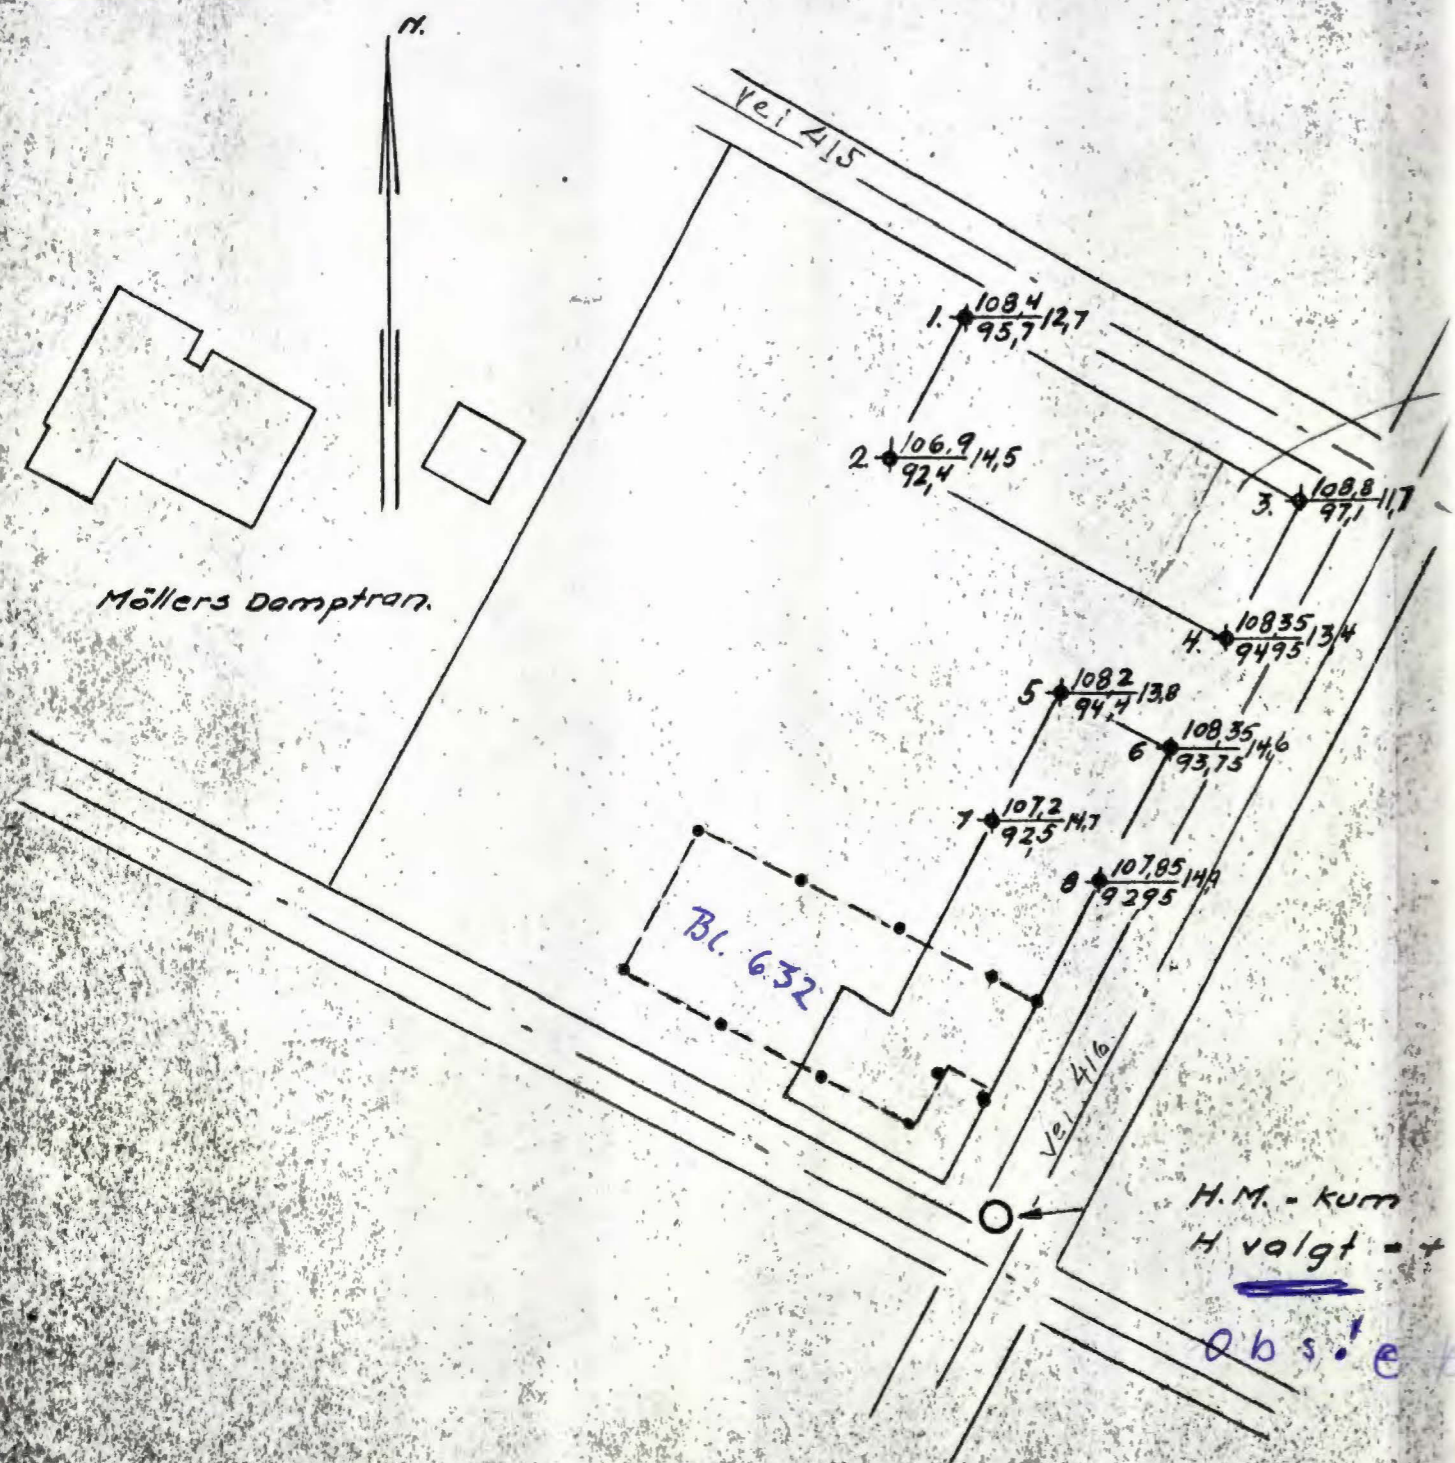 N.
Vei 415
1. 108,4 12,7
95,7
2. 106,9 14,5
92,4
3. 108,8 11,7
97,1
Möllers Damptran.
4. 108,35 13,4
94,95
5 108,2 13,8
94,4
6 108,35 14,6
93,75
7 107,2 14,7
92,5
8 107,85 14,9
92,95
BC. 632
Vei 416.
H.M. = Kum
H valgt = +
Obs!